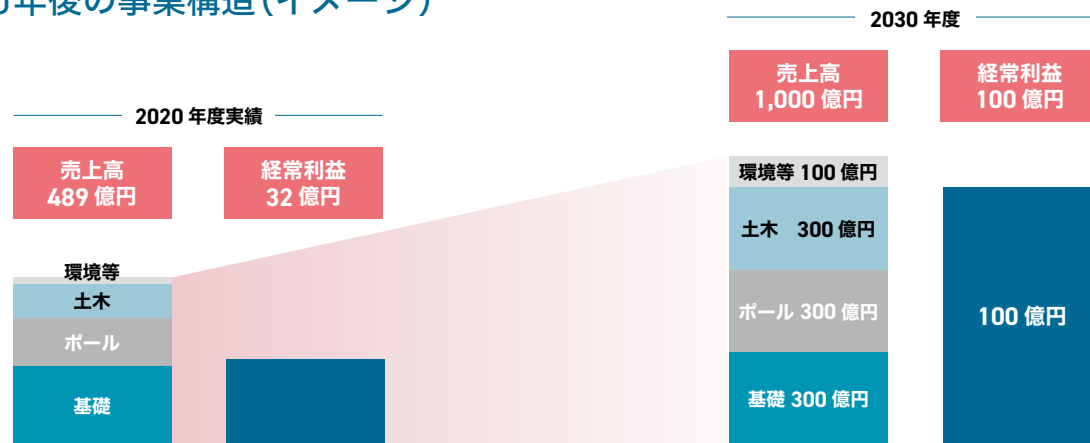 年後の事業構造(イメージ)
2020 年度実績
売上高
489 億円
経常利益
32 億円
環境等
土木
ポール
基礎
2030 年度
売上高
1,000 億円
経常利益
100 億円
環境等 100 億円
土木 300 億円
ポール 300 億円
基礎 300 億円
100 億円